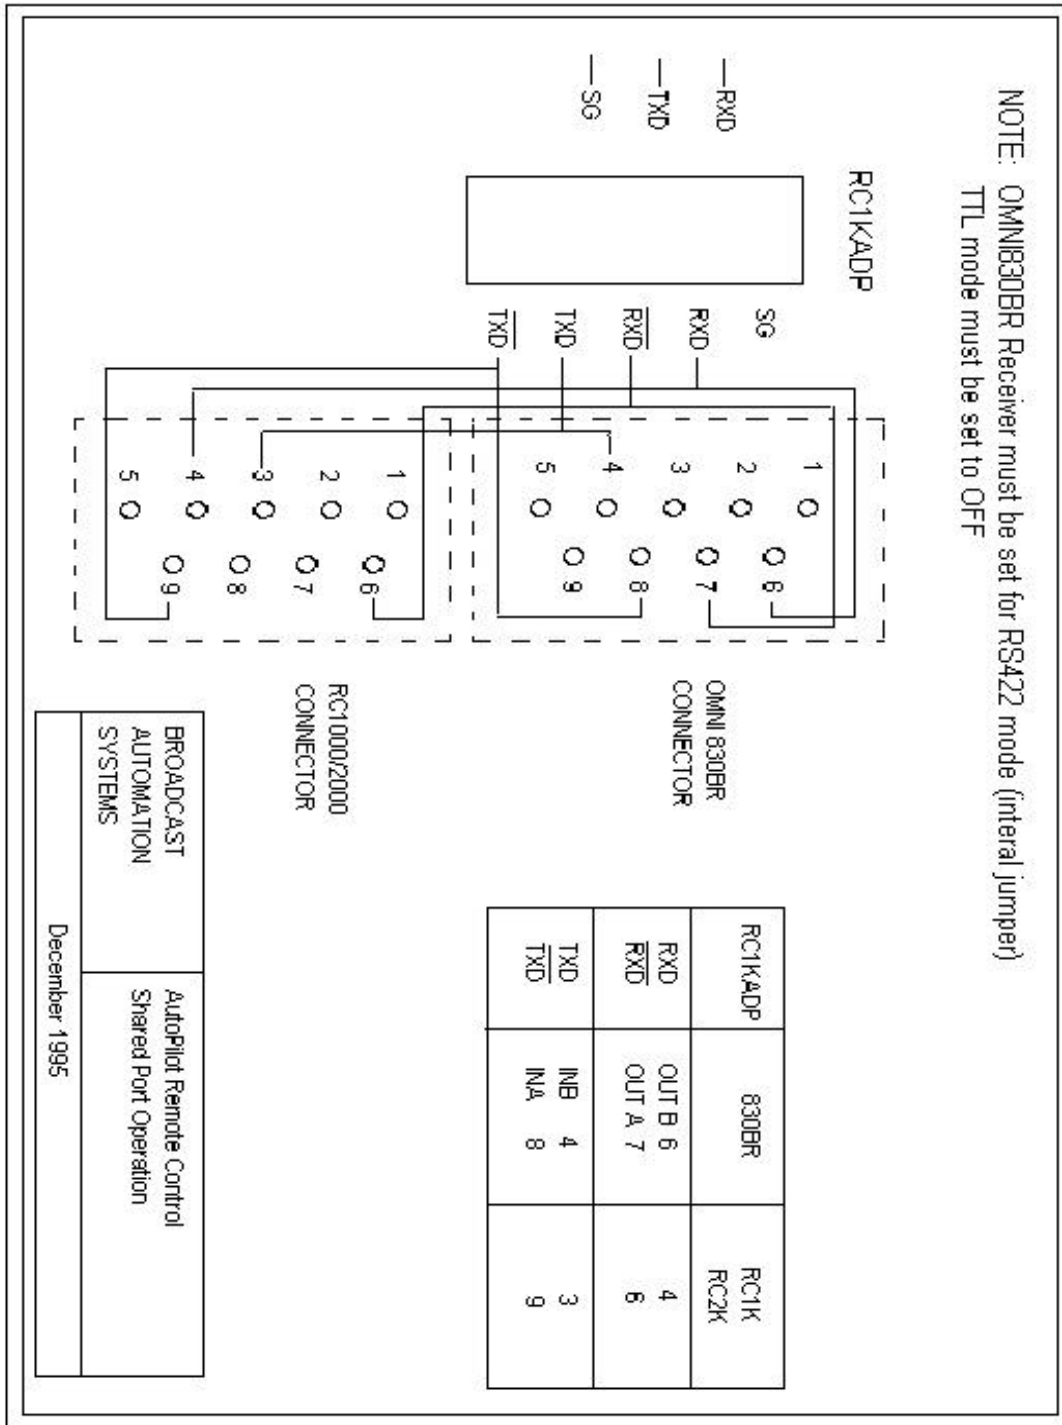 NOTE: OMNI830BR Receiver must be set for RS422 mode (interal jumper)
TTL mode must be set to OFF
RC1KADP
RXD
TXD
SG
SG
RXD
RXD
TXD
TXD
1
2
3
4
5
6
7
8
9
OMNI 830BR
CONNECTOR
1
2
3
4
5
6
7
8
9
RC1000/2000
CONNECTOR
RC1KADP 830BR RC1K
RC2K
RXD OUT B 6 4
RXD OUT A 7 6
TXD INB 4 3
TXD INA 8 9
BROADCAST
AUTOMATION
SYSTEMS
AutoPilot Remote Control
Shared Port Operation
December 1995